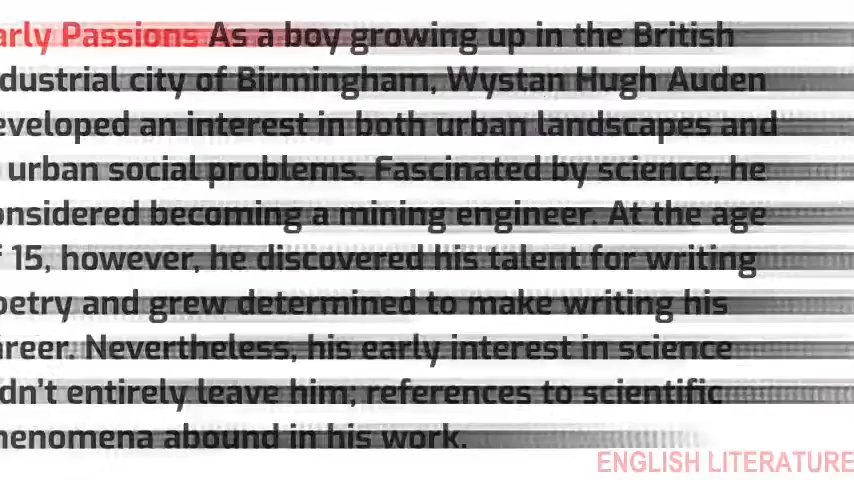 arly Passions As a boy growing up in the British
dustrial city of Birmingham, Wystan Hugh Auden
eveloped an interest in both urban landscapes and
urban social problems. Fascinated by science, he
onsidered becoming a mining engineer. At the age
f 15, however, he discovered his talent for writing
oetry and grew determined to make writing his
areer. Nevertheless, his early interest in science
dn't entirely leave him; references to scientific
henomena abound in his work.
ENGLISH LITERATURE